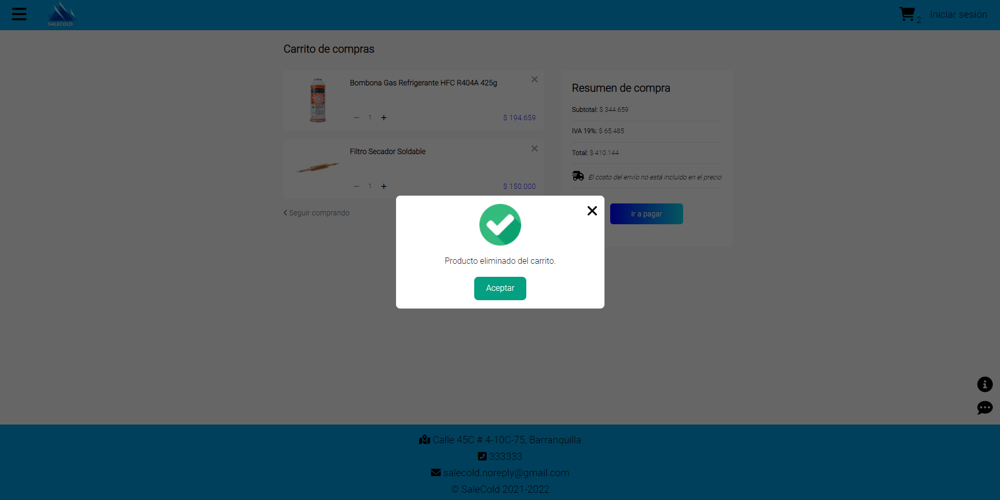 SALECOLD
2
Iniciar sesión
Carrito de compras
Bombona Gas Refrigerante HFC R404A 425g
1
$ 194.659
Filtro Secador Soldable
1
$ 150.000
Seguir comprando
Resumen de compra
Subtotal: $ 344.659
IVA 19%: $ 65.485
Total: $ 410.144
El costo del envío no está incluido en el precio
Ir a pagar
Producto eliminado del carrito.
Aceptar
Calle 45C # 4-10C-75, Barranquilla
333333
salecold.noreply@gmail.com
© SaleCold 2021-2022